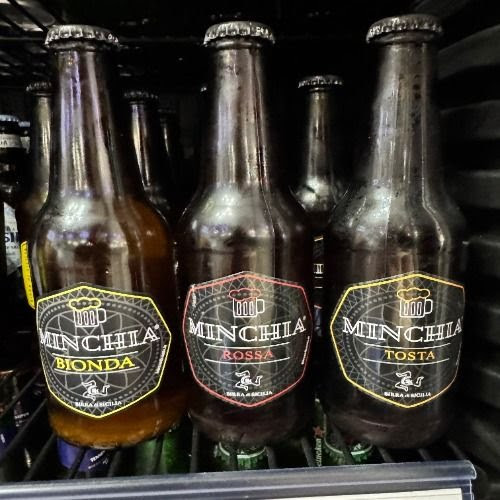 MINCHIA®
BIONDA
BIRRA di SICILIA
MINCHIA®
ROSSA
BIRRA di SICILIA
MINCHIA
TOSTA
BIRRA di SICILIA